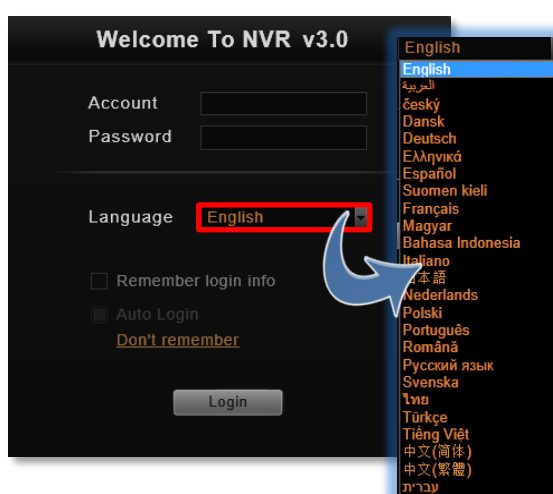 Welcome To NVR v3.0
Account
Password
Language
English
Remember login info
Auto Login
Don't remember
Login
English
English
العربية
český
Dansk
Deutsch
Ελληνικά
Español
Suomen kieli
Français
Magyar
Bahasa Indonesia
Italiano
日本語
Nederlands
Polski
Português
Română
Русский язык
Svenska
ไทย
Türkçe
Tiêng Việt
中文(简体)
中文(繁體)
עברית